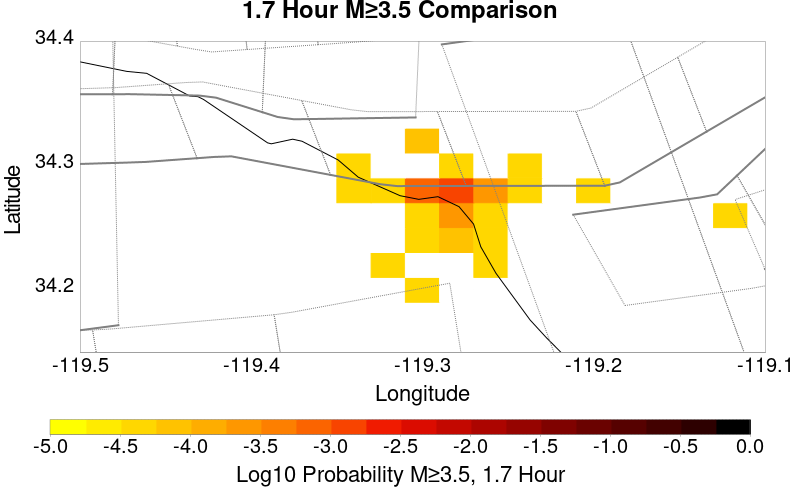 1.7 Hour M≥3.5 Comparison
34.4
34.3
34.2
Latitude
-119.5 -119.4 -119.3 -119.2 -119.1
Longitude
-5.0 -4.5 -4.0 -3.5 -3.0 -2.5 -2.0 -1.5 -1.0 -0.5 0.0
Log10 Probability M≥3.5, 1.7 Hour